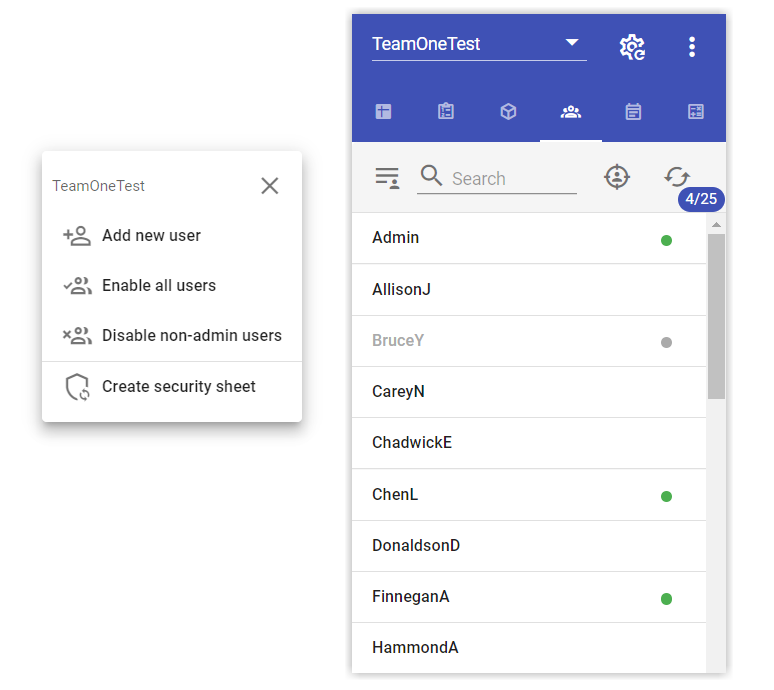 TeamOneTest
Add new user
Enable all users
Disable non-admin users
Create security sheet
TeamOneTest
Search
4/25
Admin
AllisonJ
BruceY
CareyN
ChadwickE
ChenL
DonaldsonD
FinneganA
HammondA